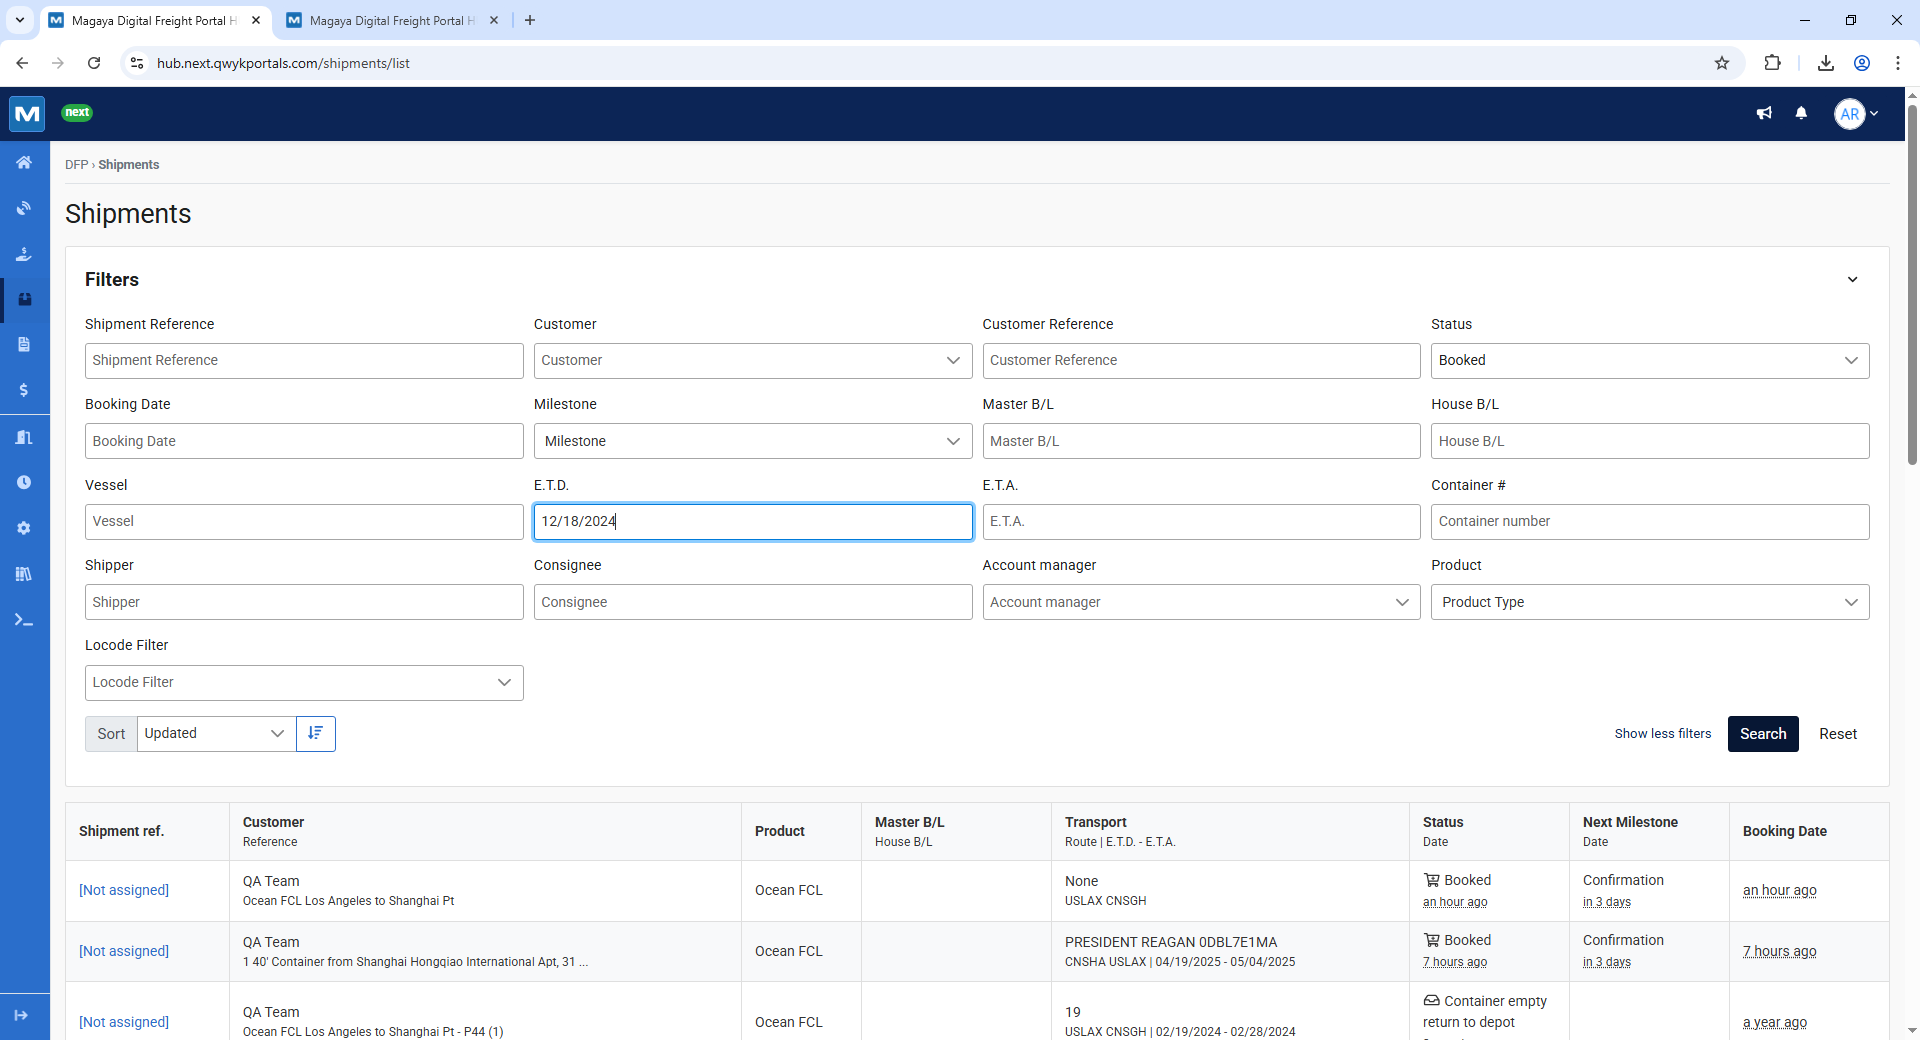 Magaya Digital Freight Portal H
Magaya Digital Freight Portal H
hub.next.qwykportals.com/shipments/list
next
AR
DFP › Shipments
Shipments
Filters
Shipment Reference
Customer
Customer Reference
Status
Shipment Reference
Customer
Customer Reference
Booked
Booking Date
Milestone
Master B/L
House B/L
Booking Date
Milestone
Master B/L
House B/L
Vessel
E.T.D.
E.T.A.
Container #
Vessel
12/18/2024
E.T.A.
Container number
Shipper
Consignee
Account manager
Product
Shipper
Consignee
Account manager
Product Type
Locode Filter
Locode Filter
Sort
Updated
Show less filters
Search
Reset
Shipment ref.
Customer
Reference
Product
Master B/L
House B/L
Transport
Route | E.T.D. - E.T.A.
Status
Date
Next Milestone
Date
Booking Date
[Not assigned]
QA Team
Ocean FCL Los Angeles to Shanghai Pt
Ocean FCL
None
USLAX CNSGH
Booked
an hour ago
Confirmation
in 3 days
an hour ago
[Not assigned]
QA Team
1 40' Container from Shanghai Hongqiao International Apt, 31 ...
Ocean FCL
PRESIDENT REAGAN 0DBL7E1MA
CNSHA USLAX | 04/19/2025 - 05/04/2025
Booked
7 hours ago
Confirmation
in 3 days
7 hours ago
[Not assigned]
QA Team
Ocean FCL Los Angeles to Shanghai Pt - P44 (1)
Ocean FCL
19
USLAX CNSGH | 02/19/2024 - 02/28/2024
Container empty
return to depot
a year ago